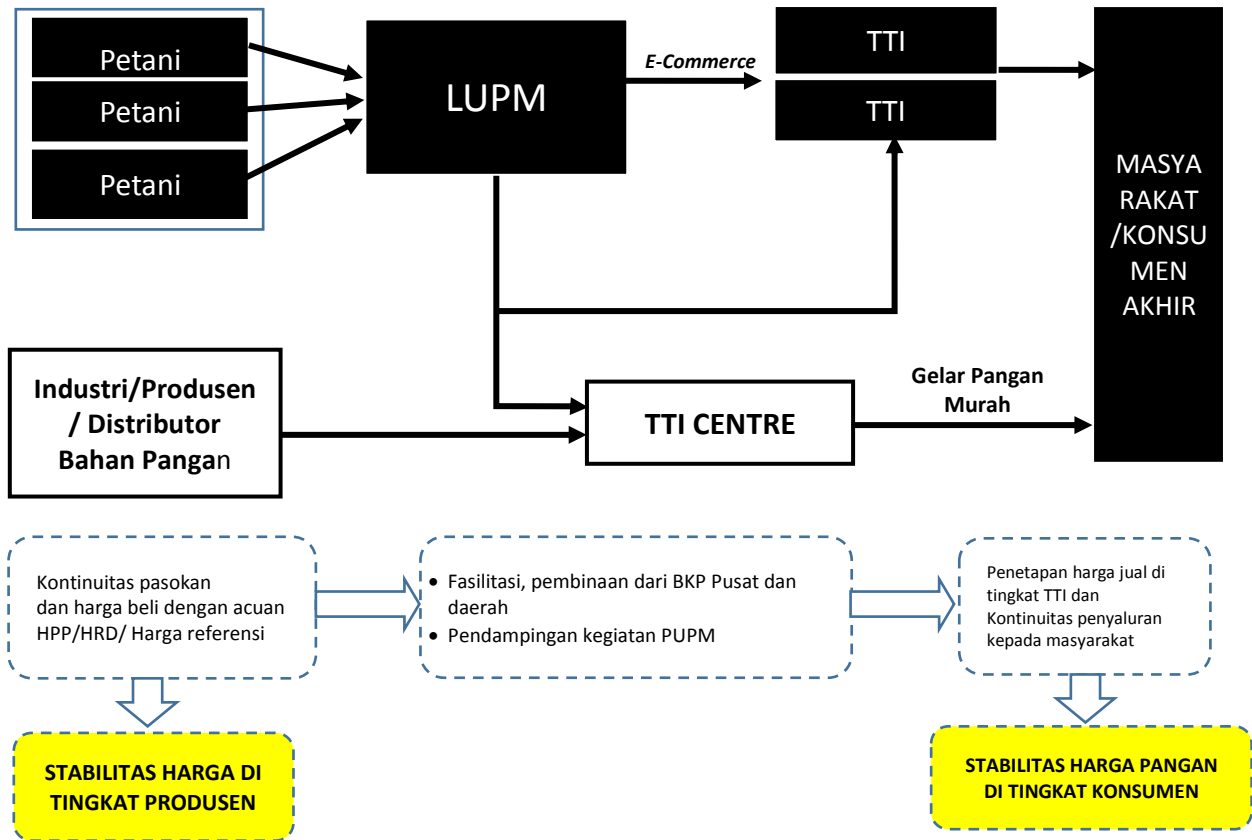 Petani
Petani
Petani
LUPM
E-Commerce
TTI
TTI
MASYA
RAKAT
/KONSU
MEN
AKHIR
Industri/Produsen
/ Distributor
Bahan Pangan
TTI CENTRE
Gelar Pangan
Murah
Kontinuitas pasokan
dan harga beli dengan acuan
HPP/HRD/ Harga referensi
• Fasilitasi, pembinaan dari BKP Pusat dan
daerah
• Pendampingan kegiatan PUPM
Penetapan harga jual di
tingkat TTI dan
Kontinuitas penyaluran
kepada masyarakat
STABILITAS HARGA DI
TINGKAT PRODUSEN
STABILITAS HARGA PANGAN
DI TINGKAT KONSUMEN